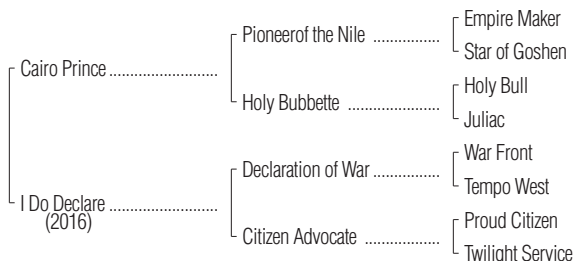 Empire Maker
Pioneerof the Nile ................
Star of Goshen
Cairo Prince .........................
Holy Bull
Holy Bubbette ......................
Juliac
War Front
Declaration of War ................
Tempo West
I Do Declare .........................
(2016)
Proud Citizen
Citizen Advocate ..................
Twilight Service